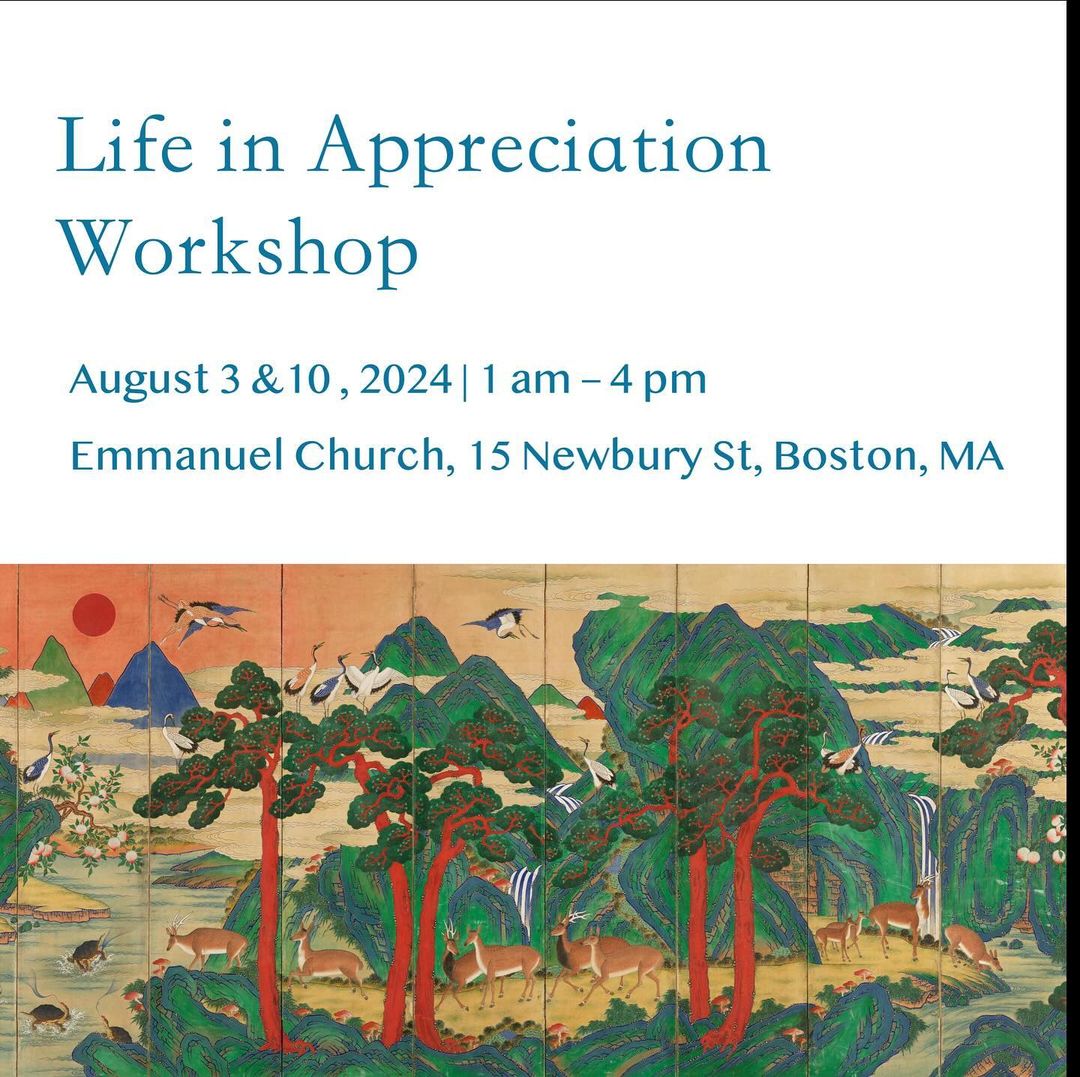 Life in Appreciation
Workshop
August 3 &10 , 2024| 1 am – 4 pm
Emmanuel Church, 15 Newbury St, Boston, MA